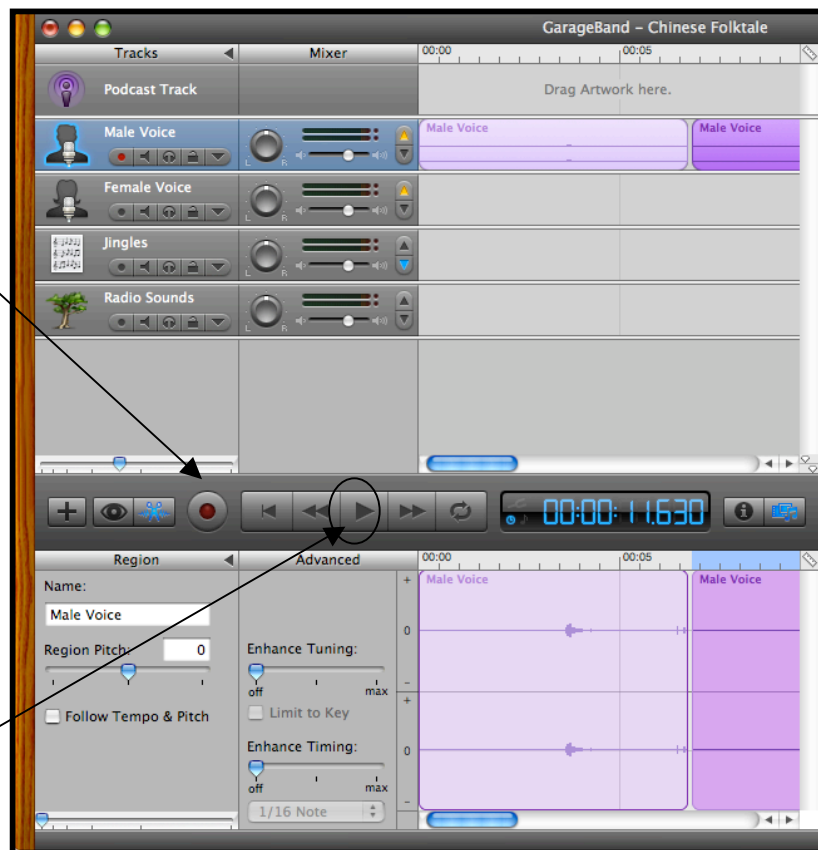 GarageBand – Chinese Folktale
Tracks Mixer 00:00 00:05
Podcast Track Drag Artwork here.
Male Voice Male Voice Male Voice
L R
Female Voice
L R
Jingles
L R
Radio Sounds
L R
00:00:11.630
Region Advanced 00:00 00:05
Name: + Male Voice Male Voice
Male Voice
0
Region Pitch: 0 Enhance Tuning:
off max -
+
Follow Tempo & Pitch Limit to Key
Enhance Timing: 0
off max
1/16 Note -